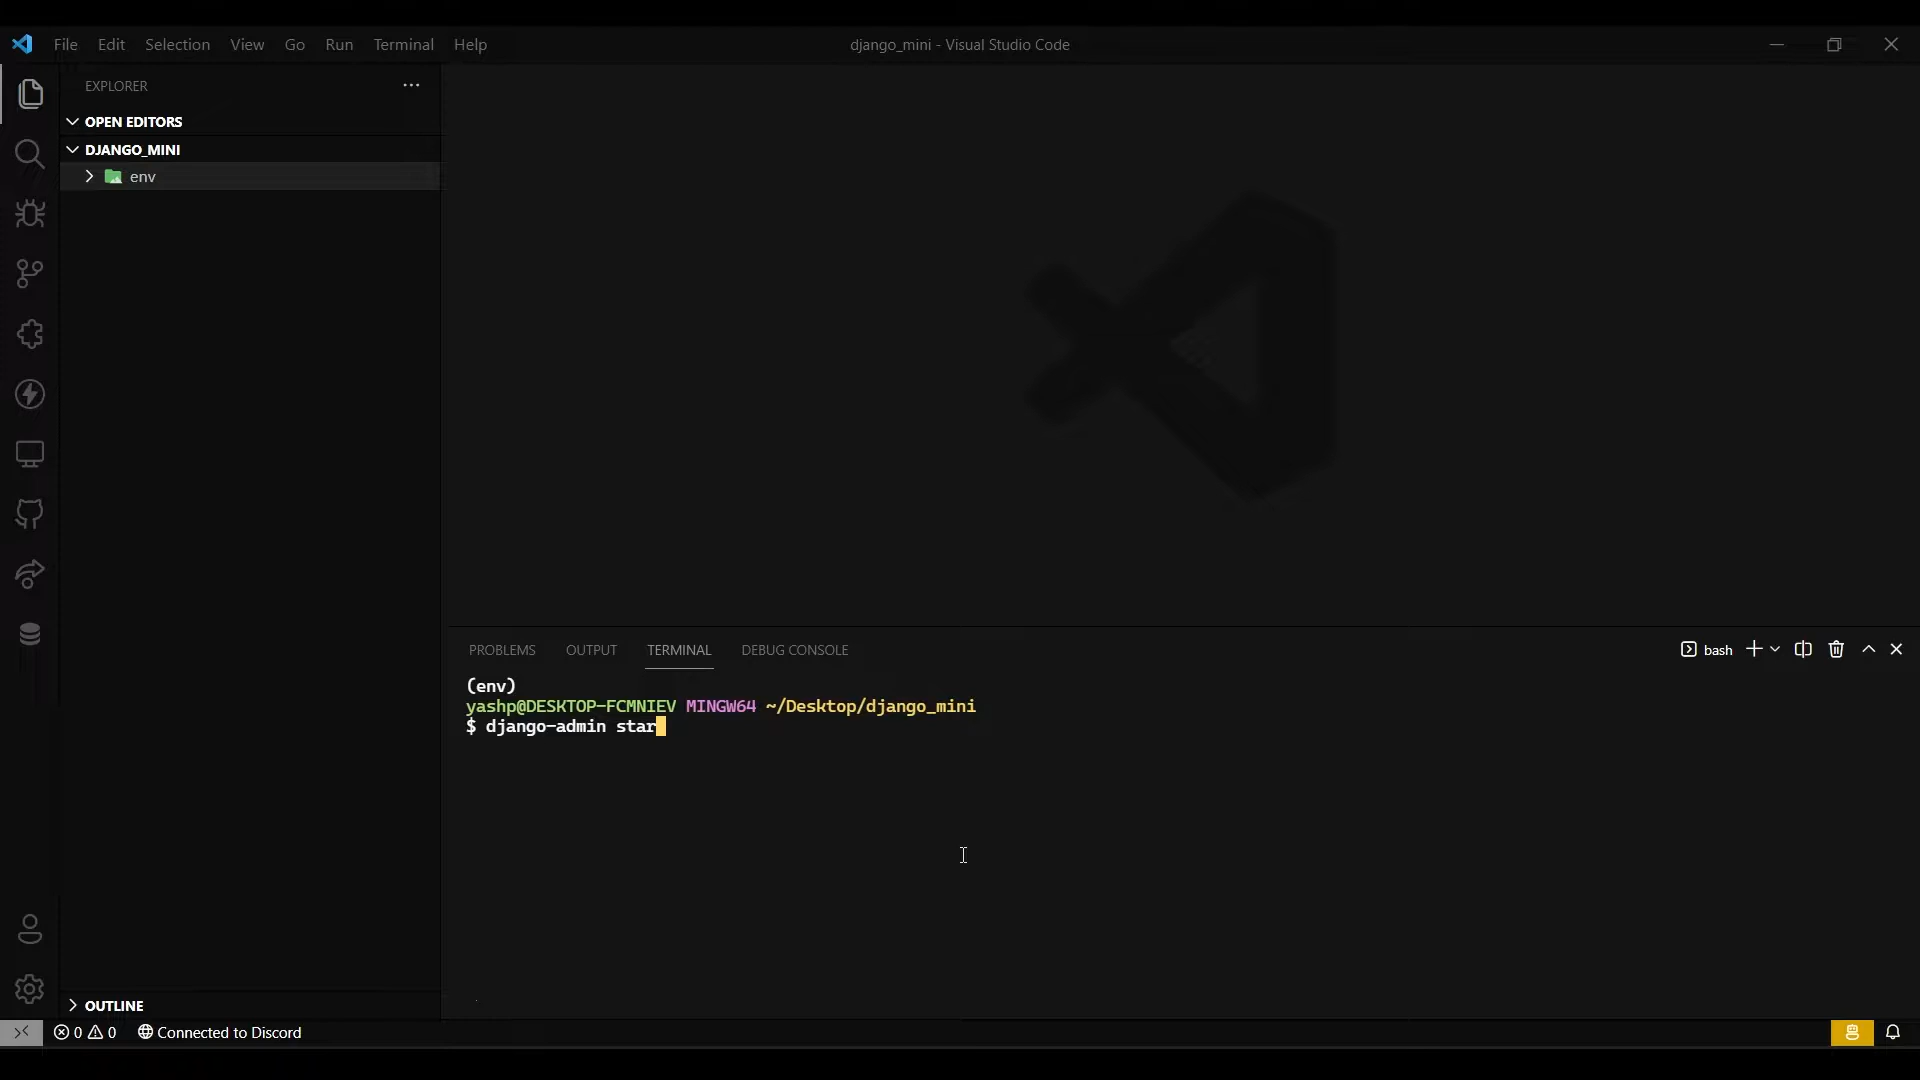 File Edit Selection View Go Run Terminal Help
django_mini - Visual Studio Code
EXPLORER
OPEN EDITORS
DJANGO_MINI
env
PROBLEMS OUTPUT TERMINAL DEBUG CONSOLE
bash
(env)
yashp@DESKTOP-FCMNIEV MINGW64 ~/Desktop/django_mini
$ django-admin star
OUTLINE
0 0 Connected to Discord